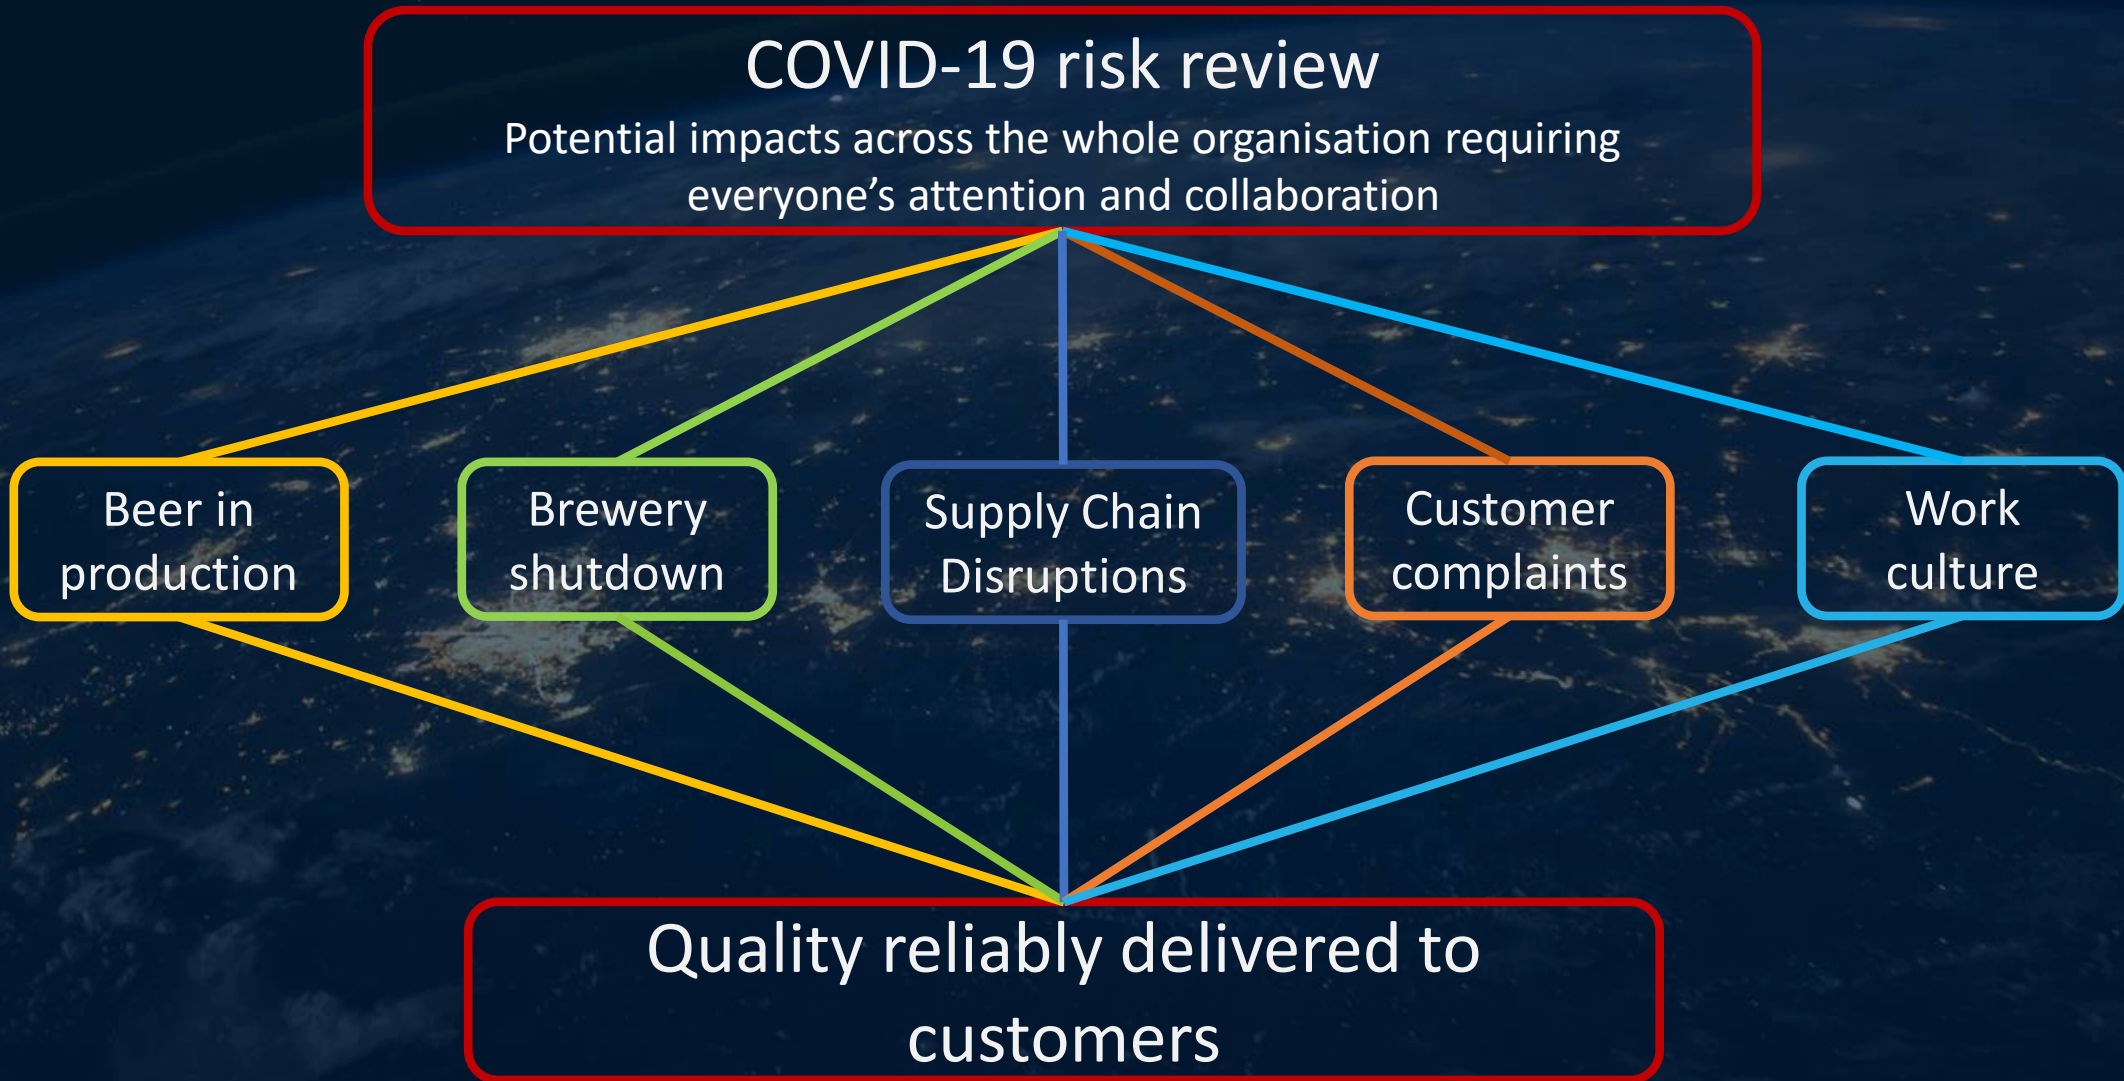 COVID-19 risk review
Potential impacts across the whole organisation requiring
everyone’s attention and collaboration
Beer in
production
Brewery
shutdown
Supply Chain
Disruptions
Customer
complaints
Work
culture
Quality reliably delivered to
customers